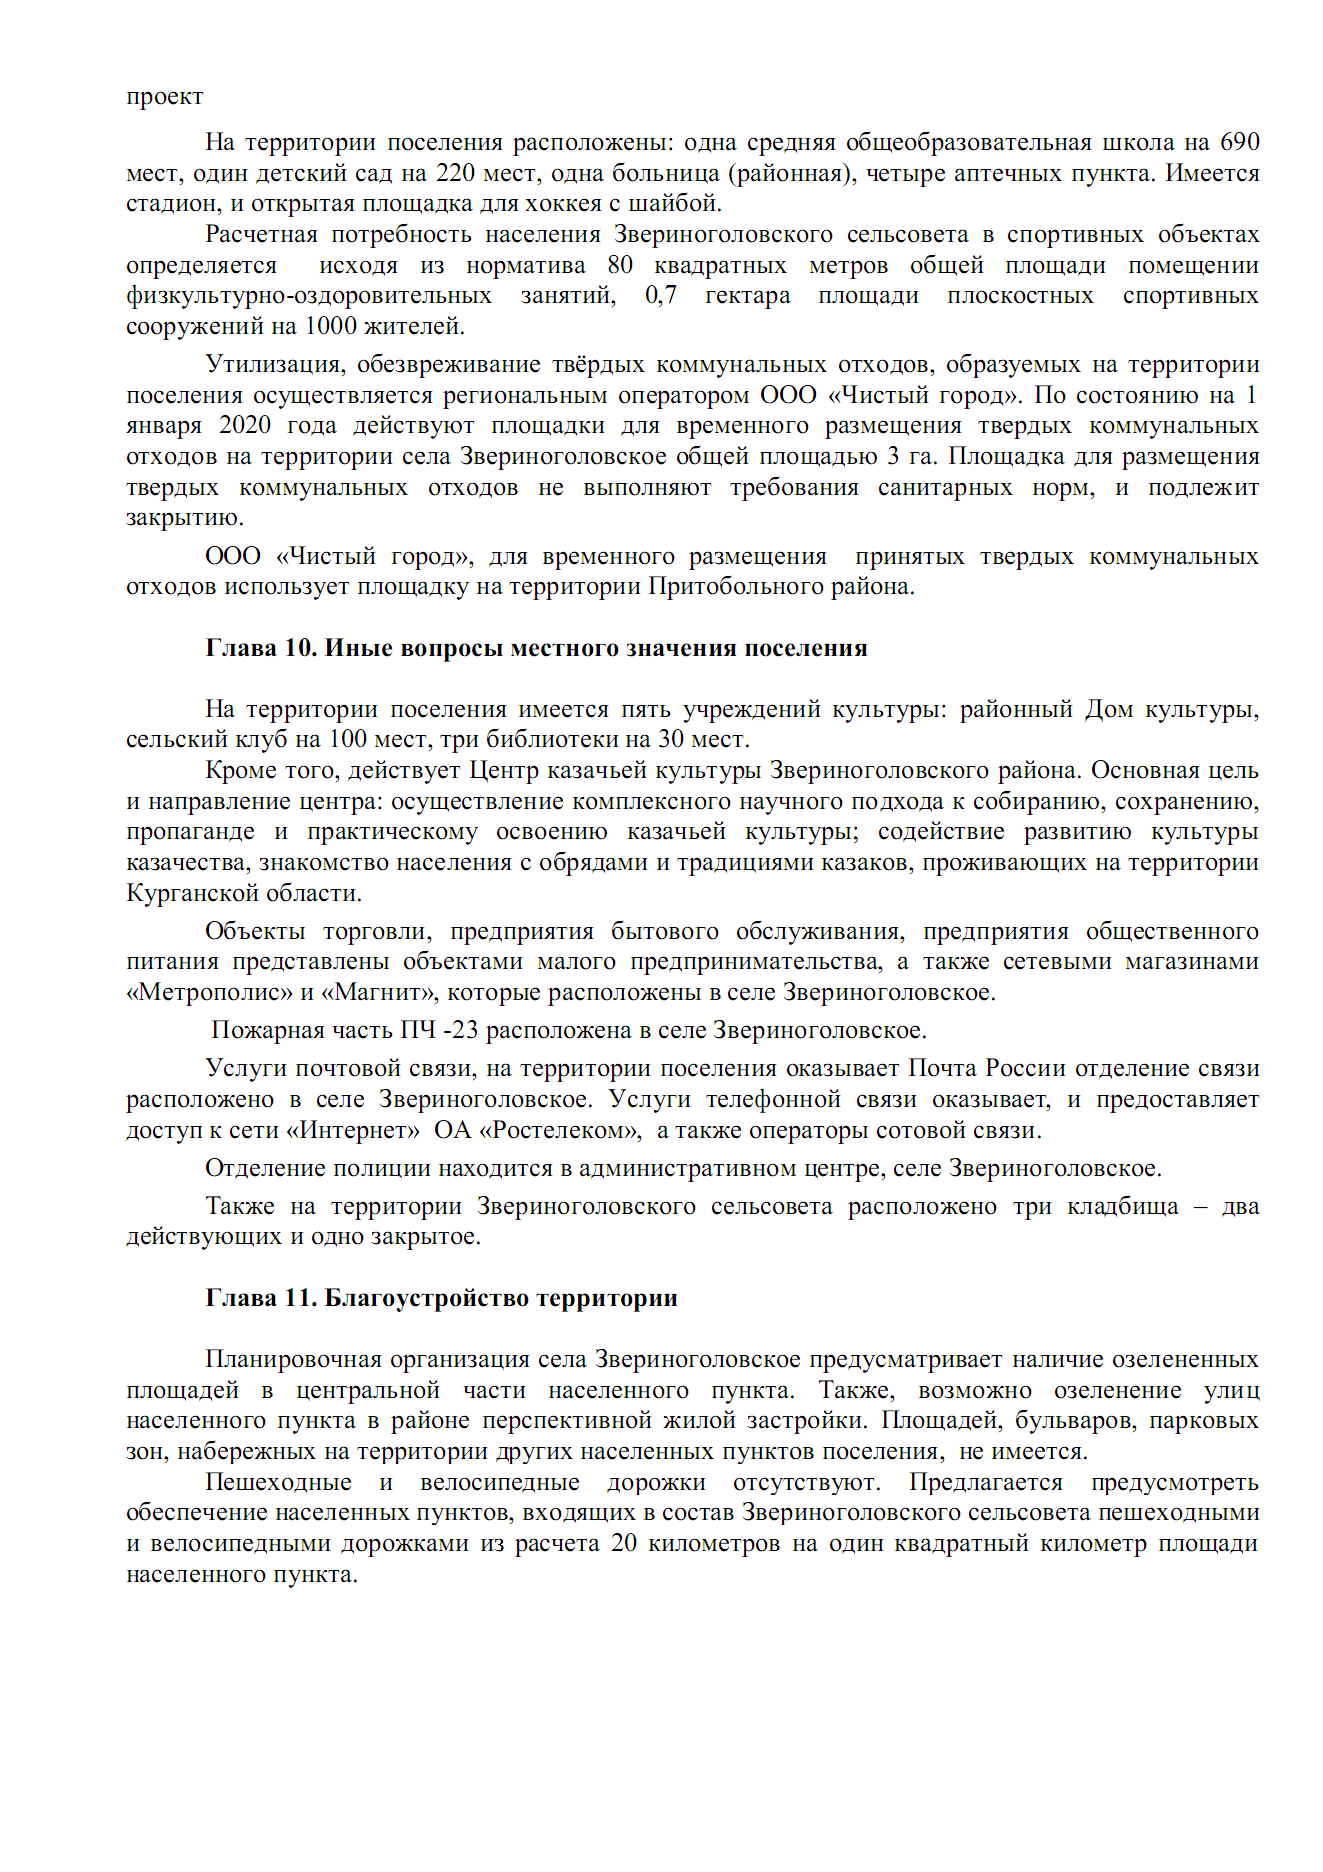 проект
На территории поселения расположены: одна средняя общеобразовательная школа на 690
мест, один детский сад на 220 мест, одна больница (районная), четыре аптечных пункта. Имеется
стадион, и открытая площадка для хоккея с шайбой.
Расчетная потребность населения Звериноголовского сельсовета в спортивных объектах
определяется исходя из норматива 80 квадратных метров общей площади помещении
физкультурно-оздоровительных занятий, 0,7 гектара площади плоскостных спортивных
сооружений на 1000 жителей.
Утилизация, обезвреживание твёрдых коммунальных отходов, образуемых на территории
поселения осуществляется региональным оператором ООО «Чистый город». По состоянию на 1
января 2020 года действуют площадки для временного размещения твердых коммунальных
отходов на территории села Звериноголовское общей площадью 3 га. Площадка для размещения
твердых коммунальных отходов не выполняют требования санитарных норм, и подлежит
закрытию.
ООО «Чистый город», для временного размещения принятых твердых коммунальных
отходов использует площадку на территории Притобольного района.
Глава 10. Иные вопросы местного значения поселения
На территории поселения имеется пять учреждений культуры: районный Дом культуры,
сельский клуб на 100 мест, три библиотеки на 30 мест.
Кроме того, действует Центр казачьей культуры Звериноголовского района. Основная цель
и направление центра: осуществление комплексного научного подхода к собиранию, сохранению,
пропаганде и практическому освоению казачьей культуры; содействие развитию культуры
казачества, знакомство населения с обрядами и традициями казаков, проживающих на территории
Курганской области.
Объекты торговли, предприятия бытового обслуживания, предприятия общественного
питания представлены объектами малого предпринимательства, а также сетевыми магазинами
«Метрополис» и «Магнит», которые расположены в селе Звериноголовское.
Пожарная часть ПЧ -23 расположена в селе Звериноголовское.
Услуги почтовой связи, на территории поселения оказывает Почта России отделение связи
расположено в селе Звериноголовское. Услуги телефонной связи оказывает, и предоставляет
доступ к сети «Интернет» ОА «Ростелеком», а также операторы сотовой связи.
Отделение полиции находится в административном центре, селе Звериноголовское.
Также на территории Звериноголовского сельсовета расположено три кладбища – два
действующих и одно закрытое.
Глава 11. Благоустройство территории
Планировочная организация села Звериноголовское предусматривает наличие озелененных
площадей в центральной части населенного пункта. Также, возможно озеленение улиц
населенного пункта в районе перспективной жилой застройки. Площадей, бульваров, парковых
зон, набережных на территории других населенных пунктов поселения, не имеется.
Пешеходные и велосипедные дорожки отсутствуют. Предлагается предусмотреть
обеспечение населенных пунктов, входящих в состав Звериноголовского сельсовета пешеходными
и велосипедными дорожками из расчета 20 километров на один квадратный километр площади
населенного пункта.